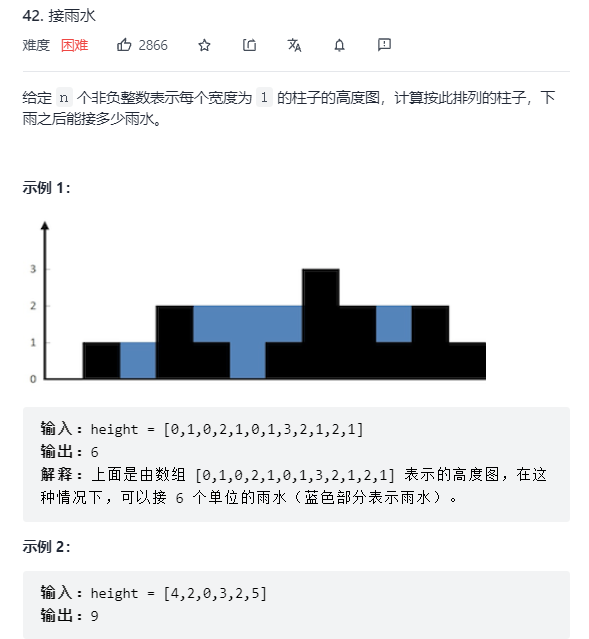 42. 接雨水
难度 困难 2866
给定 n 个非负整数表示每个宽度为 1 的柱子的高度图，计算按此排列的柱子，下
雨之后能接多少雨水。
示例 1：
3
2
1
0
输入：height = [0,1,0,2,1,0,1,3,2,1,2,1]
输出：6
解释：上面是由数组 [0,1,0,2,1,0,1,3,2,1,2,1] 表示的高度图，在这
种情况下，可以接 6 个单位的雨水（蓝色部分表示雨水）。
示例 2：
输入：height = [4,2,0,3,2,5]
输出：9